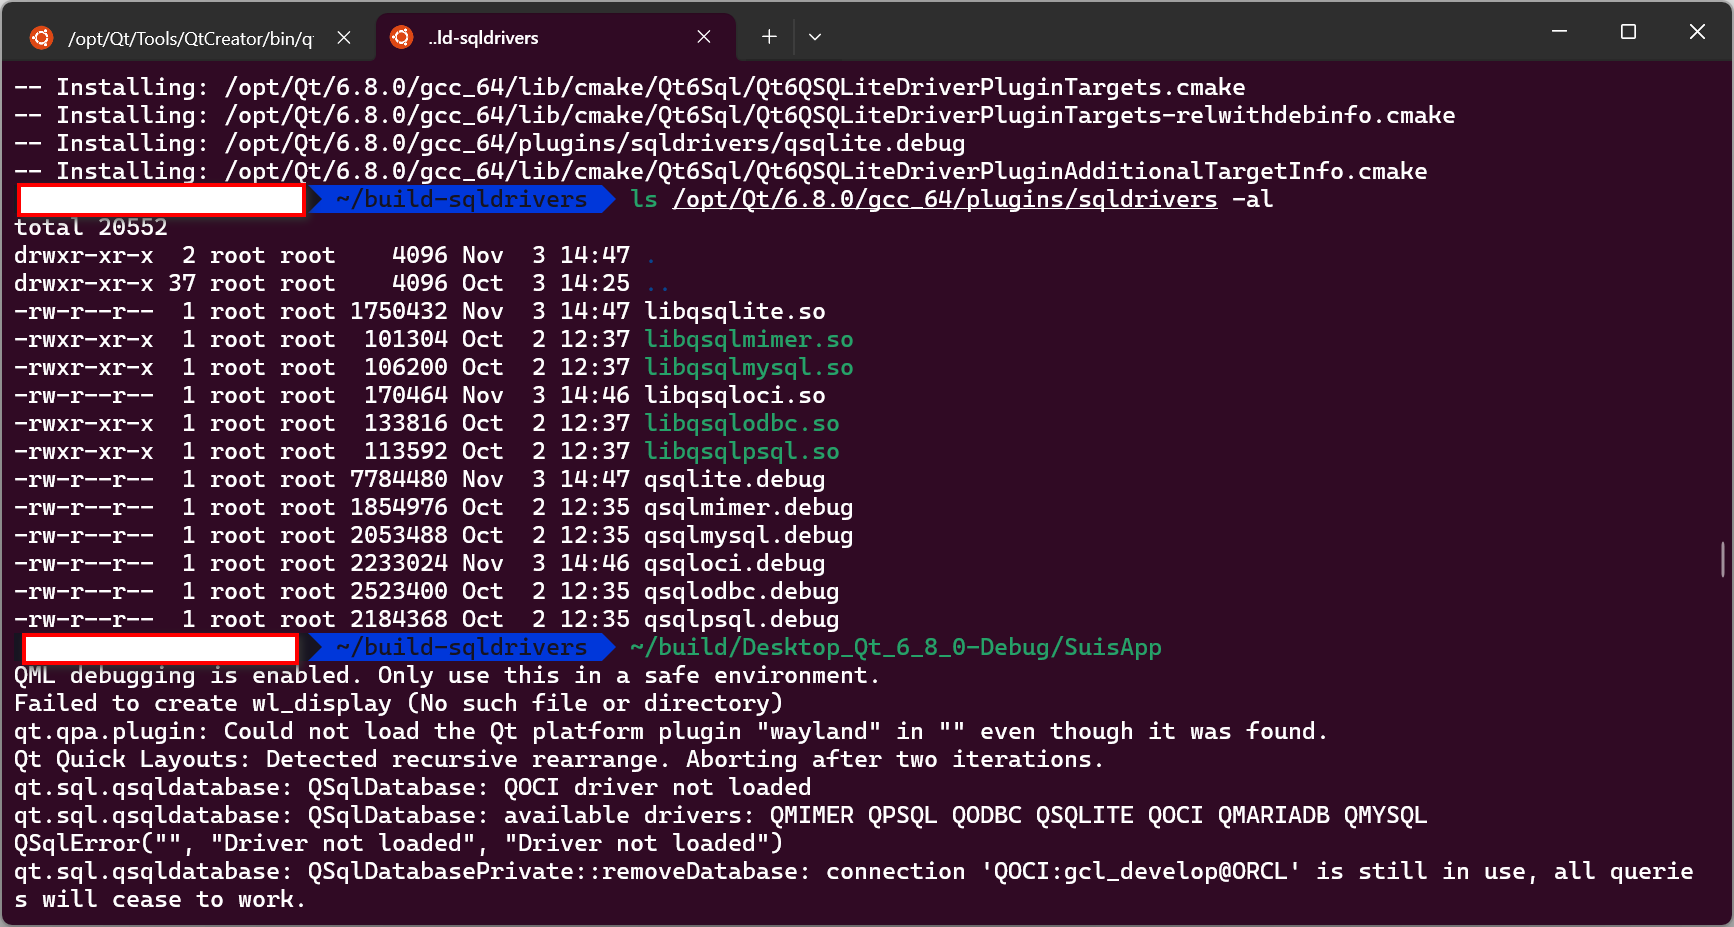 /opt/Qt/Tools/QtCreator/bin/qt
..ld-sqldrivers
-- Installing: /opt/Qt/6.8.0/gcc_64/lib/cmake/Qt6Sql/Qt6QSQLiteDriverPluginTargets.cmake
-- Installing: /opt/Qt/6.8.0/gcc_64/lib/cmake/Qt6Sql/Qt6QSQLiteDriverPluginTargets-relwithdebinfo.cmake
-- Installing: /opt/Qt/6.8.0/gcc_64/plugins/sqldrivers/qsqlite.debug
-- Installing: /opt/Qt/6.8.0/gcc_64/lib/cmake/Qt6Sql/Qt6QSQLiteDriverPluginAdditionalTargetInfo.cmake
~/build-sqldrivers ls /opt/Qt/6.8.0/gcc_64/plugins/sqldrivers -al
total 20552
drwxr-xr-x  2 root root    4096 Nov  3 14:47 .
drwxr-xr-x 37 root root    4096 Oct  3 14:25 ..
-rw-r--r--  1 root root 1750432 Nov  3 14:47 libqsqlite.so
-rwxr-xr-x  1 root root  101304 Oct  2 12:37 libqsqlmimer.so
-rwxr-xr-x  1 root root  106200 Oct  2 12:37 libqsqlmysql.so
-rw-r--r--  1 root root  170464 Nov  3 14:46 libqsqloci.so
-rwxr-xr-x  1 root root  133816 Oct  2 12:37 libqsqlodbc.so
-rwxr-xr-x  1 root root  113592 Oct  2 12:37 libqsqlpsql.so
-rw-r--r--  1 root root 7784480 Nov  3 14:47 qsqlite.debug
-rw-r--r--  1 root root 1854976 Oct  2 12:35 qsqlmimer.debug
-rw-r--r--  1 root root 2053488 Oct  2 12:35 qsqlmysql.debug
-rw-r--r--  1 root root 2233024 Nov  3 14:46 qsqloci.debug
-rw-r--r--  1 root root 2523400 Oct  2 12:35 qsqlodbc.debug
-rw-r--r--  1 root root 2184368 Oct  2 12:35 qsqlpsql.debug
~/build-sqldrivers ~/build/Desktop_Qt_6_8_0-Debug/SuisApp
QML debugging is enabled. Only use this in a safe environment.
Failed to create wl_display (No such file or directory)
qt.qpa.plugin: Could not load the Qt platform plugin "wayland" in "" even though it was found.
Qt Quick Layouts: Detected recursive rearrange. Aborting after two iterations.
qt.sql.qsqldatabase: QSqlDatabase: QOCI driver not loaded
qt.sql.qsqldatabase: QSqlDatabase: available drivers: QMIMER QPSQL QODBC QSQLITE QOCI QMARIADB QMYSQL
QSqlError("", "Driver not loaded", "Driver not loaded")
qt.sql.qsqldatabase: QSqlDatabasePrivate::removeDatabase: connection 'QOCI:gcl_develop@ORCL' is still in use, all querie
s will cease to work.